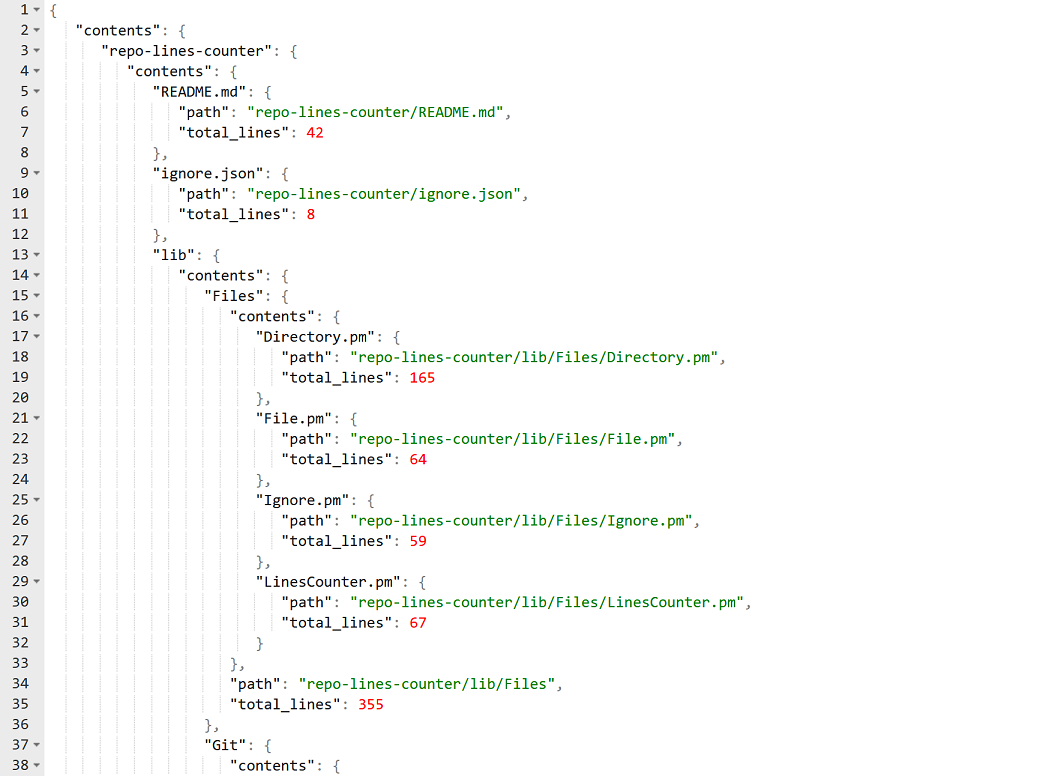 1 {
2 "contents": {
3 "repo-lines-counter": {
4 "contents": {
5 "README.md": {
6 "path": "repo-lines-counter/README.md",
7 "total_lines": 42
8 },
9 "ignore.json": {
10 "path": "repo-lines-counter/ignore.json",
11 "total_lines": 8
12 },
13 "lib": {
14 "contents": {
15 "Files": {
16 "contents": {
17 "Directory.pm": {
18 "path": "repo-lines-counter/lib/Files/Directory.pm",
19 "total_lines": 165
20 },
21 "File.pm": {
22 "path": "repo-lines-counter/lib/Files/File.pm",
23 "total_lines": 64
24 },
25 "Ignore.pm": {
26 "path": "repo-lines-counter/lib/Files/Ignore.pm",
27 "total_lines": 59
28 },
29 "LinesCounter.pm": {
30 "path": "repo-lines-counter/lib/Files/LinesCounter.pm",
31 "total_lines": 67
32 }
33 },
34 "path": "repo-lines-counter/lib/Files",
35 "total_lines": 355
36 },
37 "Git": {
38 "contents": {